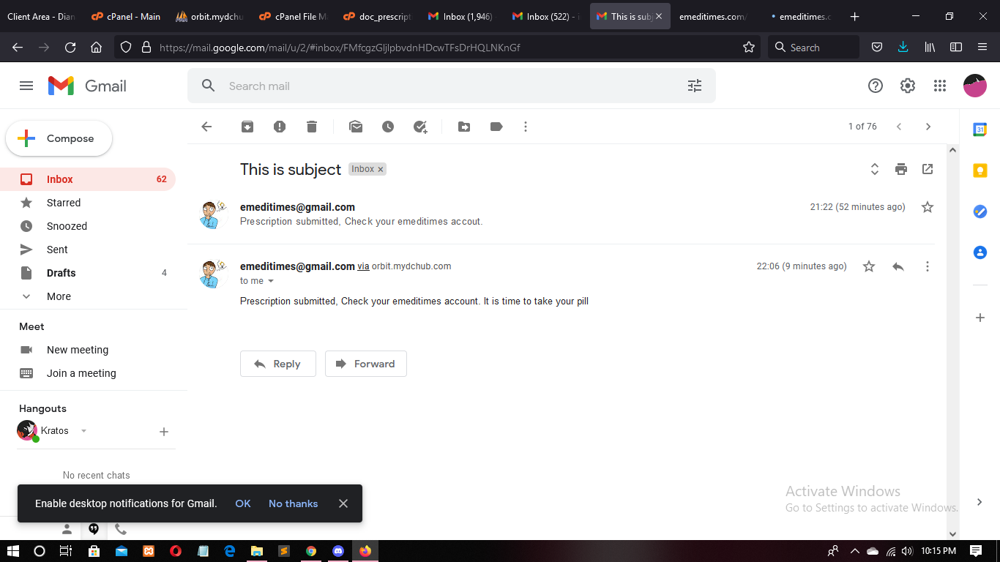 Client Area - Dian
cPanel - Main
orbit.mydchu
cPanel File M
doc_prescript
Inbox (1,946)
Inbox (522) - i
This is subj
emeditimes.com/
emeditimes.c
https://mail.google.com/mail/u/2/#inbox/FMfcgzGljlpbvdnHDcwTFsDrHQLNKnGf
Search
Gmail
Search mail
Compose
1 of 76
Inbox 62
Starred
Snoozed
Sent
Drafts 4
More
Meet
New meeting
Join a meeting
Hangouts
Kratos
No recent chats
This is subject
Inbox ×
emeditimes@gmail.com
21:22 (52 minutes ago)
Prescription submitted, Check your emeditimes accout.
emeditimes@gmail.com via orbit.mydchub.com
22:06 (9 minutes ago)
to me
Prescription submitted, Check your emeditimes account. It is time to take your pill
Reply
Forward
31
Enable desktop notifications for Gmail. OK No thanks
Activate Windows
Go to Settings to activate Windows.
10:15 PM